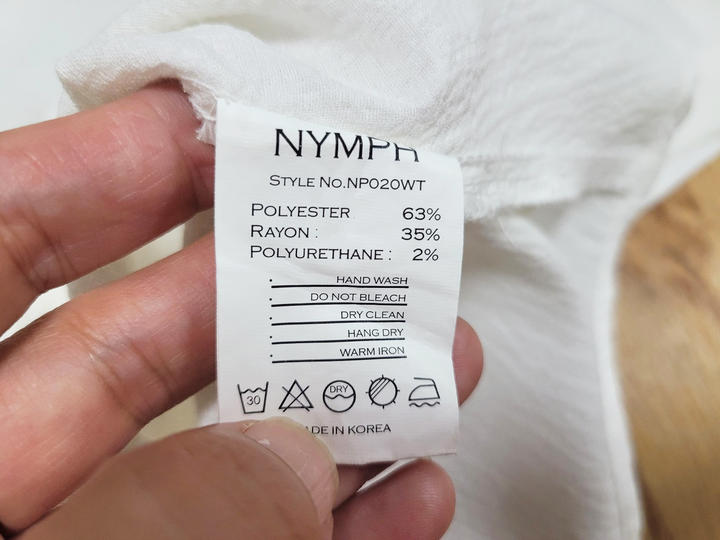 NYMPH
STYLE NO.NP020WT
POLYESTER 63%
RAYON : 35%
POLYURETHANE : 2%
HAND WASH
DO NOT BLEACH
DRY CLEAN
HANG DRY
WARM IRON
30 DRY
ADE IN KOREA